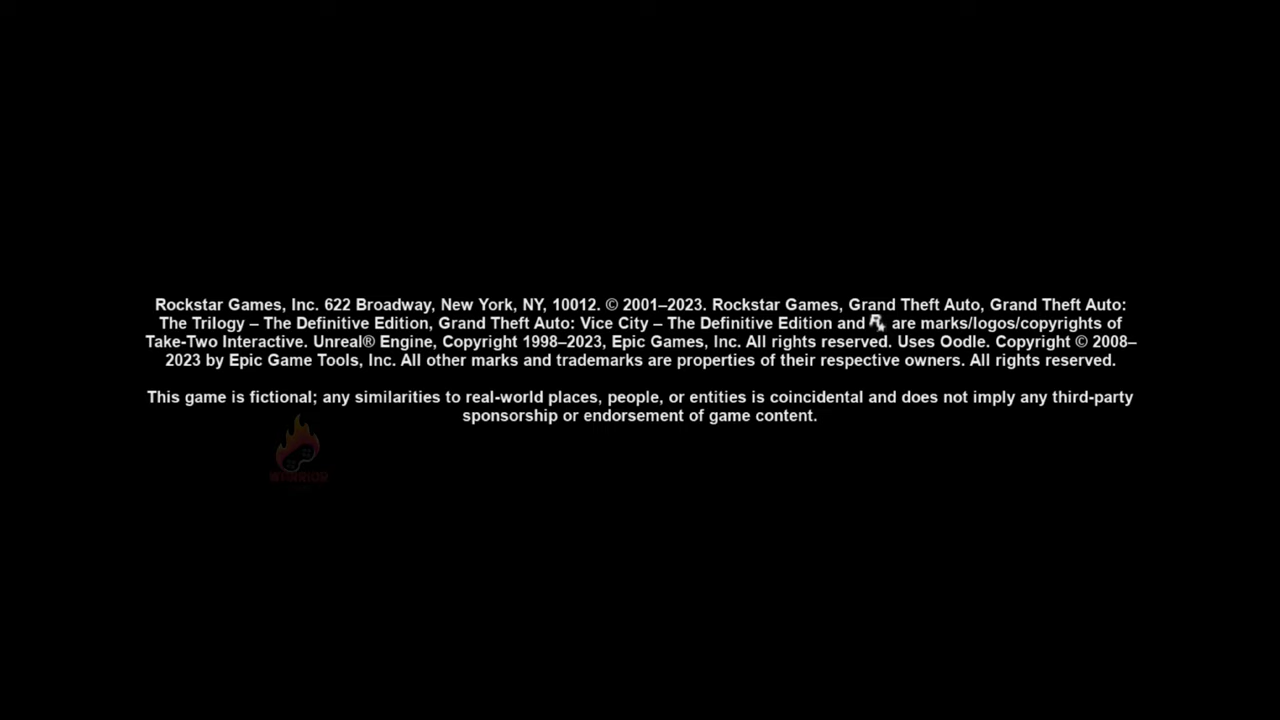 Rockstar Games, Inc. 622 Broadway, New York, NY, 10012. © 2001–2023. Rockstar Games, Grand Theft Auto, Grand Theft Auto:
The Trilogy – The Definitive Edition, Grand Theft Auto: Vice City – The Definitive Edition and R* are marks/logos/copyrights of
Take-Two Interactive. Unreal® Engine, Copyright 1998–2023, Epic Games, Inc. All rights reserved. Uses Oodle. Copyright © 2008–
2023 by Epic Game Tools, Inc. All other marks and trademarks are properties of their respective owners. All rights reserved.
This game is fictional; any similarities to real-world places, people, or entities is coincidental and does not imply any third-party
sponsorship or endorsement of game content.
WARRIOR